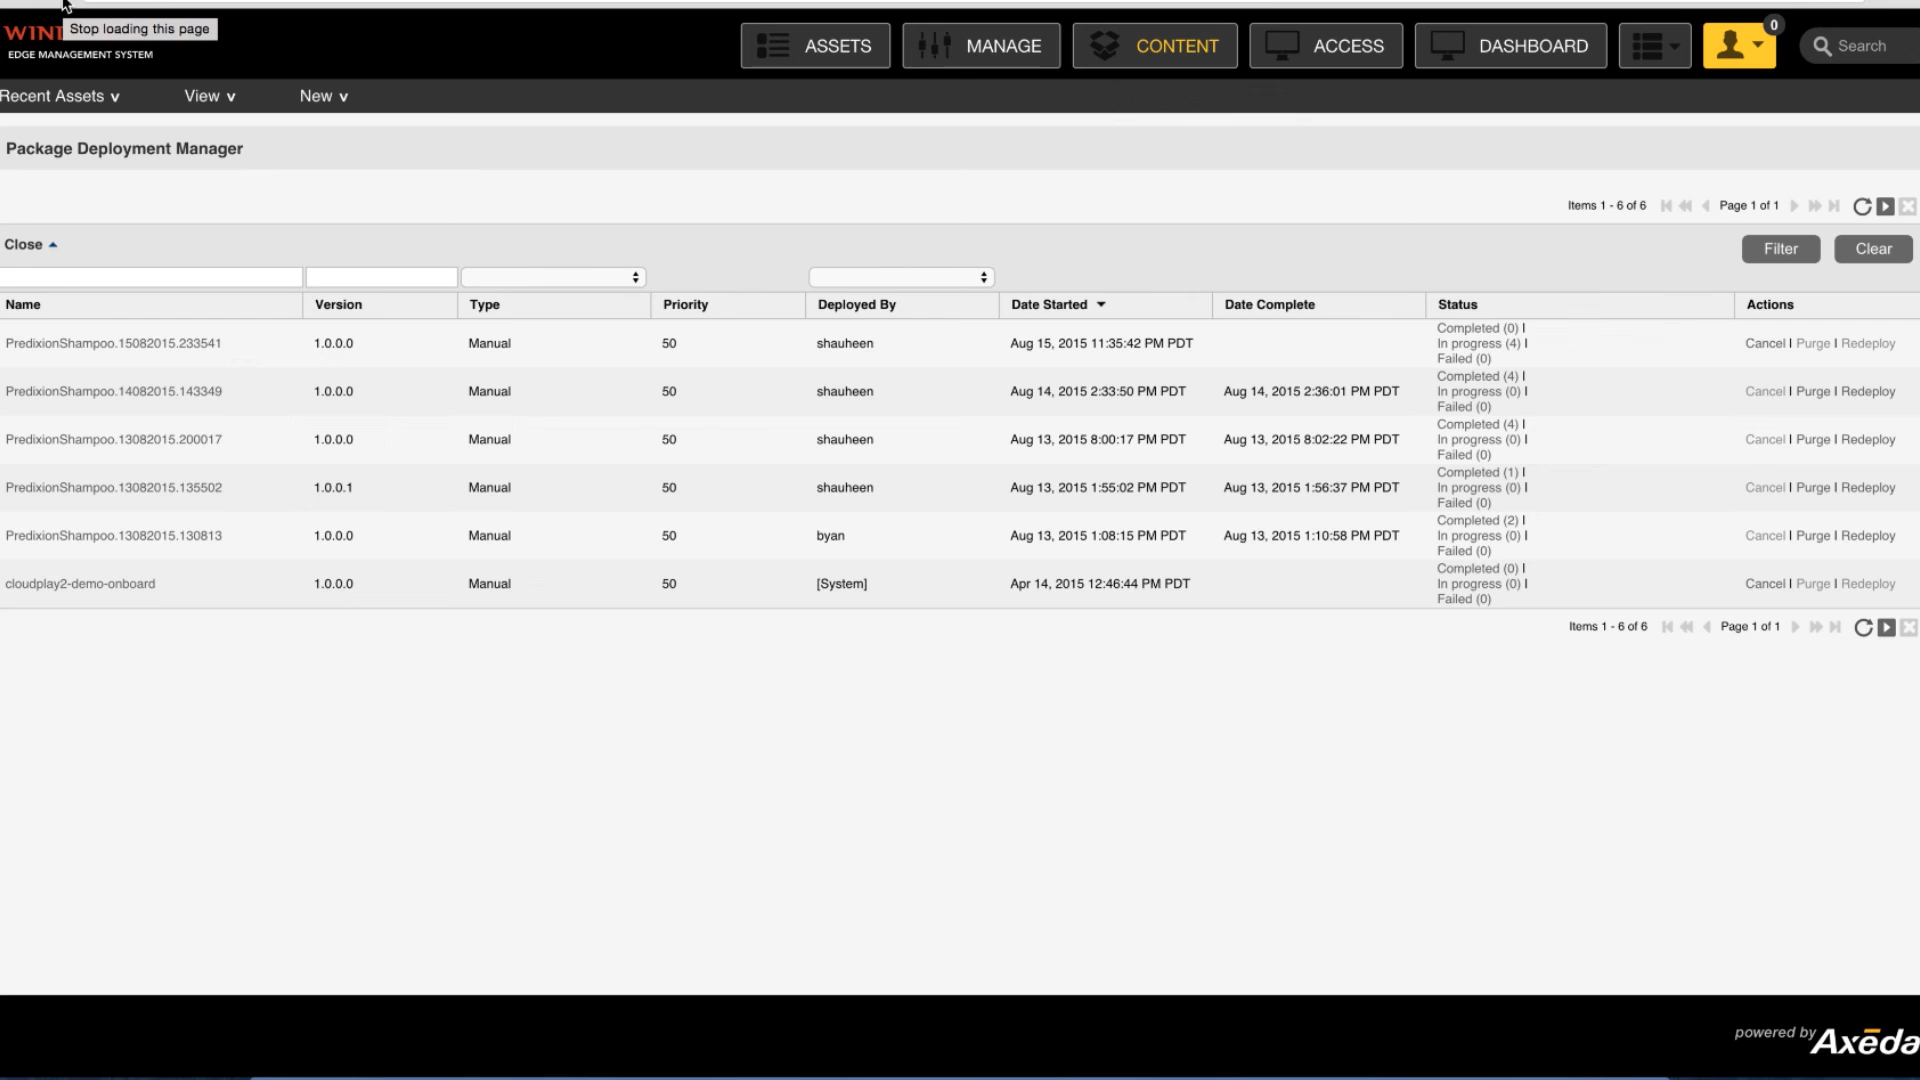 Stop loading this page
EDGE MANAGEMENT SYSTEM
ASSETS
MANAGE
CONTENT
ACCESS
DASHBOARD
0
Search
Recent Assets v
View v
New v
Package Deployment Manager
Items 1 - 6 of 6
Page 1 of 1
Close
Filter
Clear
Name Version Type Priority Deployed By Date Started Date Complete Status Actions
PredixionShampoo.15082015.233541 1.0.0.0 Manual 50 shauheen Aug 15, 2015 11:35:42 PM PDT
Completed (0) I
In progress (4) I
Failed (0)
Cancel I Purge I Redeploy
PredixionShampoo.14082015.143349 1.0.0.0 Manual 50 shauheen Aug 14, 2015 2:33:50 PM PDT Aug 14, 2015 2:36:01 PM PDT
Completed (4) I
In progress (0) I
Failed (0)
Cancel I Purge I Redeploy
PredixionShampoo.13082015.200017 1.0.0.0 Manual 50 shauheen Aug 13, 2015 8:00:17 PM PDT Aug 13, 2015 8:02:22 PM PDT
Completed (4) I
In progress (0) I
Failed (0)
Cancel I Purge I Redeploy
PredixionShampoo.13082015.135502 1.0.0.1 Manual 50 shauheen Aug 13, 2015 1:55:02 PM PDT Aug 13, 2015 1:56:37 PM PDT
Completed (1) I
In progress (0) I
Failed (0)
Cancel I Purge I Redeploy
PredixionShampoo.13082015.130813 1.0.0.0 Manual 50 byan Aug 13, 2015 1:08:15 PM PDT Aug 13, 2015 1:10:58 PM PDT
Completed (2) I
In progress (0) I
Failed (0)
Cancel I Purge I Redeploy
cloudplay2-demo-onboard 1.0.0.0 Manual 50 [System] Apr 14, 2015 12:46:44 PM PDT
Completed (0) I
In progress (0) I
Failed (0)
Cancel I Purge I Redeploy
Items 1 - 6 of 6
Page 1 of 1
powered by Axēda